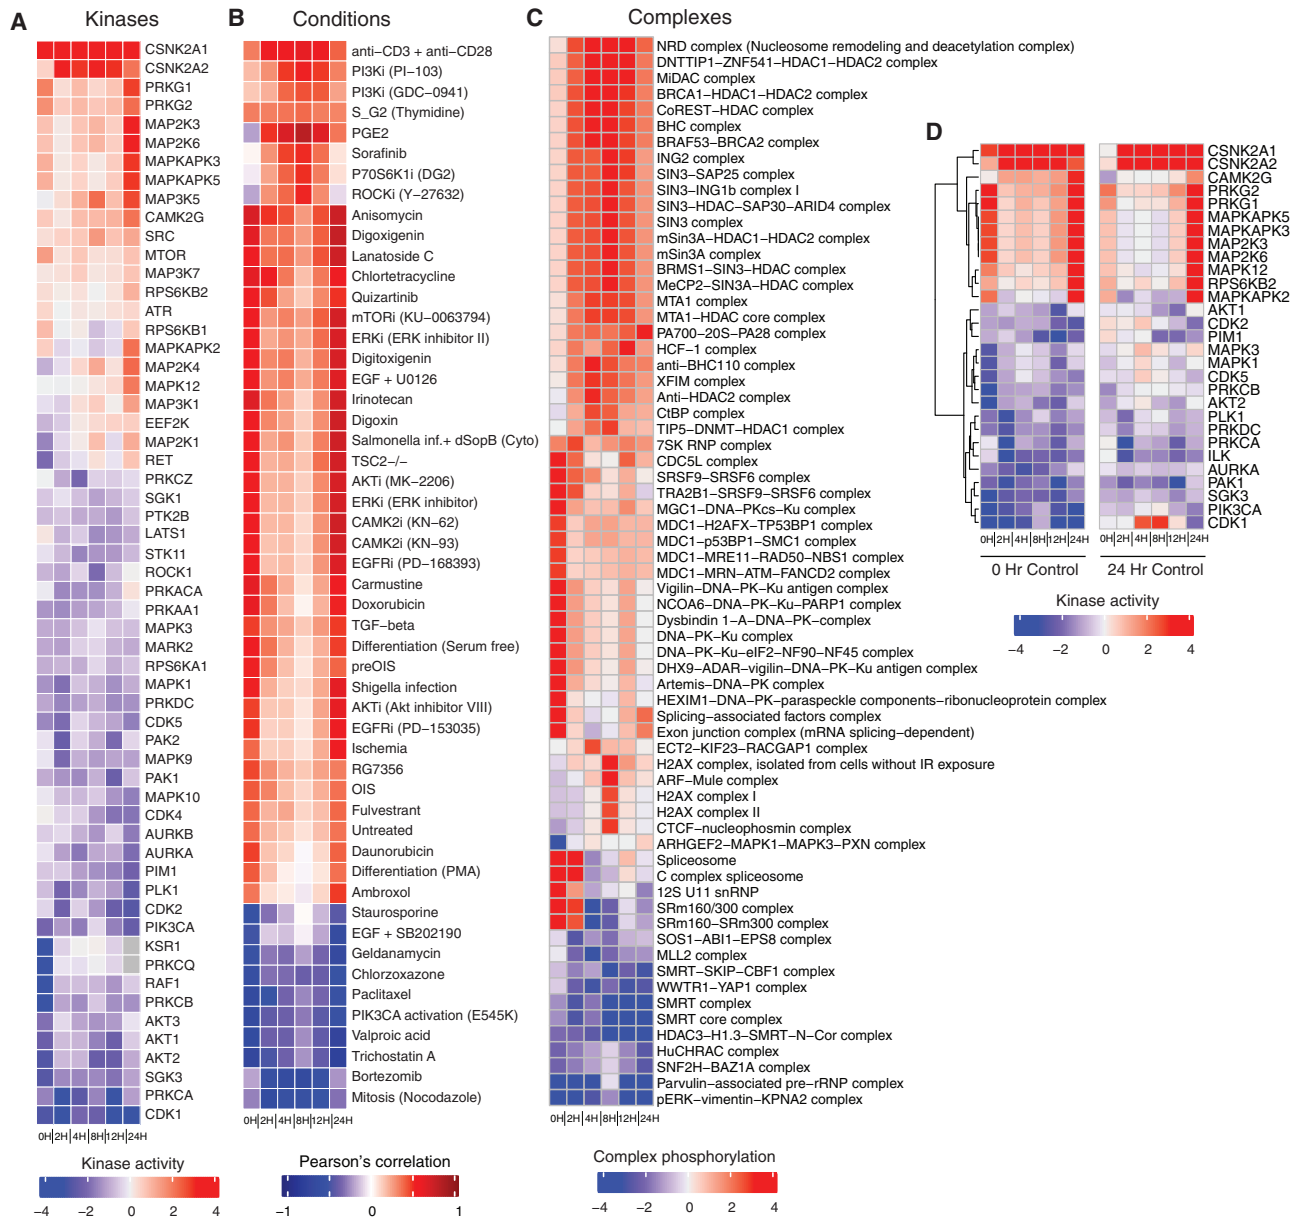 A
Kinases
CSNK2A1
CSNK2A2
PRKG1
PRKG2
MAP2K3
MAP2K6
MAPKAPK3
MAPKAPK5
MAP3K5
CAMK2G
SRC
MTOR
MAP3K7
RPS6KB2
ATR
RPS6KB1
MAPKAPK2
MAP2K4
MAPK12
MAP3K1
EEF2K
MAP2K1
RET
PRKCZ
SGK1
PTK2B
LATS1
STK11
ROCK1
PRKACA
PRKAA1
MAPK3
MARK2
RPS6KA1
MAPK1
PRKDC
CDK5
PAK2
MAPK9
PAK1
MAPK10
CDK4
AURKB
AURKA
PIM1
PLK1
CDK2
PIK3CA
KSR1
PRKCQ
RAF1
PRKCB
AKT3
AKT1
AKT2
SGK3
PRKCA
CDK1
0H 2H 4H 8H 12H 24H
Kinase activity
−4 −2 0 2 4
B
Conditions
anti−CD3 + anti−CD28
PI3Ki (PI−103)
PI3Ki (GDC−0941)
S_G2 (Thymidine)
PGE2
Sorafinib
P70S6K1i (DG2)
ROCKi (Y−27632)
Anisomycin
Digoxigenin
Lanatoside C
Chlortetracycline
Quizartinib
mTORi (KU−0063794)
ERKi (ERK inhibitor II)
Digitoxigenin
EGF + U0126
Irinotecan
Digoxin
Salmonella inf.+ dSopB (Cyto)
TSC2−/−
AKTi (MK−2206)
ERKi (ERK inhibitor)
CAMK2i (KN−62)
CAMK2i (KN−93)
EGFRi (PD−168393)
Carmustine
Doxorubicin
TGF−beta
Differentiation (Serum free)
preOIS
Shigella infection
AKTi (Akt inhibitor VIII)
EGFRi (PD−153035)
Ischemia
RG7356
OIS
Fulvestrant
Untreated
Daunorubicin
Differentiation (PMA)
Ambroxol
Staurosporine
EGF + SB202190
Geldanamycin
Chlorzoxazone
Paclitaxel
PIK3CA activation (E545K)
Valproic acid
Trichostatin A
Bortezomib
Mitosis (Nocodazole)
0H 2H 4H 8H 12H 24H
Pearson's correlation
−1 0 1
C
Complexes
NRD complex (Nucleosome remodeling and deacetylation complex)
DNTTIP1−ZNF541−HDAC1−HDAC2 complex
MiDAC complex
BRCA1−HDAC1−HDAC2 complex
CoREST−HDAC complex
BHC complex
BRAF53−BRCA2 complex
ING2 complex
SIN3−SAP25 complex
SIN3−ING1b complex I
SIN3−HDAC−SAP30−ARID4 complex
SIN3 complex
mSin3A−HDAC1−HDAC2 complex
mSin3A complex
BRMS1−SIN3−HDAC complex
MeCP2−SIN3A−HDAC complex
MTA1 complex
MTA1−HDAC core complex
PA700−20S−PA28 complex
HCF−1 complex
anti−BHC110 complex
XFIM complex
Anti−HDAC2 complex
CtBP complex
TIP5−DNMT−HDAC1 complex
7SK RNP complex
CDC5L complex
SRSF9−SRSF6 complex
TRA2B1−SRSF9−SRSF6 complex
MGC1−DNA−PKcs−Ku complex
MDC1−H2AFX−TP53BP1 complex
MDC1−p53BP1−SMC1 complex
MDC1−MRE11−RAD50−NBS1 complex
MDC1−MRN−ATM−FANCD2 complex
Vigilin−DNA−PK−Ku antigen complex
NCOA6−DNA−PK−Ku−PARP1 complex
Dysbindin 1−A−DNA−PK−complex
DNA−PK−Ku complex
DNA−PK−Ku−eIF2−NF90−NF45 complex
DHX9−ADAR−vigilin−DNA−PK−Ku antigen complex
Artemis−DNA−PK complex
HEXIM1−DNA−PK−paraspeckle components−ribonucleoprotein complex
Splicing−associated factors complex
Exon junction complex (mRNA splicing−dependent)
ECT2−KIF23−RACGAP1 complex
H2AX complex, isolated from cells without IR exposure
ARF−Mule complex
H2AX complex I
H2AX complex II
CTCF−nucleophosmin complex
ARHGEF2−MAPK1−MAPK3−PXN complex
Spliceosome
C complex spliceosome
12S U11 snRNP
SRm160/300 complex
SRm160−SRm300 complex
SOS1−ABI1−EPS8 complex
MLL2 complex
SMRT−SKIP−CBF1 complex
WWTR1−YAP1 complex
SMRT complex
SMRT core complex
HDAC3−H1.3−SMRT−N−Cor complex
HuCHRAC complex
SNF2H−BAZ1A complex
Parvulin−associated pre−rRNP complex
pERK−vimentin−KPNA2 complex
0H 2H 4H 8H 12H 24H
Complex phosphorylation
−4 −2 0 2 4
D
CSNK2A1
CSNK2A2
CAMK2G
PRKG2
PRKG1
MAPKAPK5
MAPKAPK3
MAP2K3
MAP2K6
MAPK12
RPS6KB2
MAPKAPK2
AKT1
CDK2
PIM1
MAPK3
MAPK1
CDK5
PRKCB
AKT2
PLK1
PRKDC
PRKCA
ILK
AURKA
PAK1
SGK3
PIK3CA
CDK1
0H 2H 4H 8H 12H 24H
0H 2H 4H 8H 12H 24H
0 Hr Control
24 Hr Control
Kinase activity
−4 −2 0 2 4